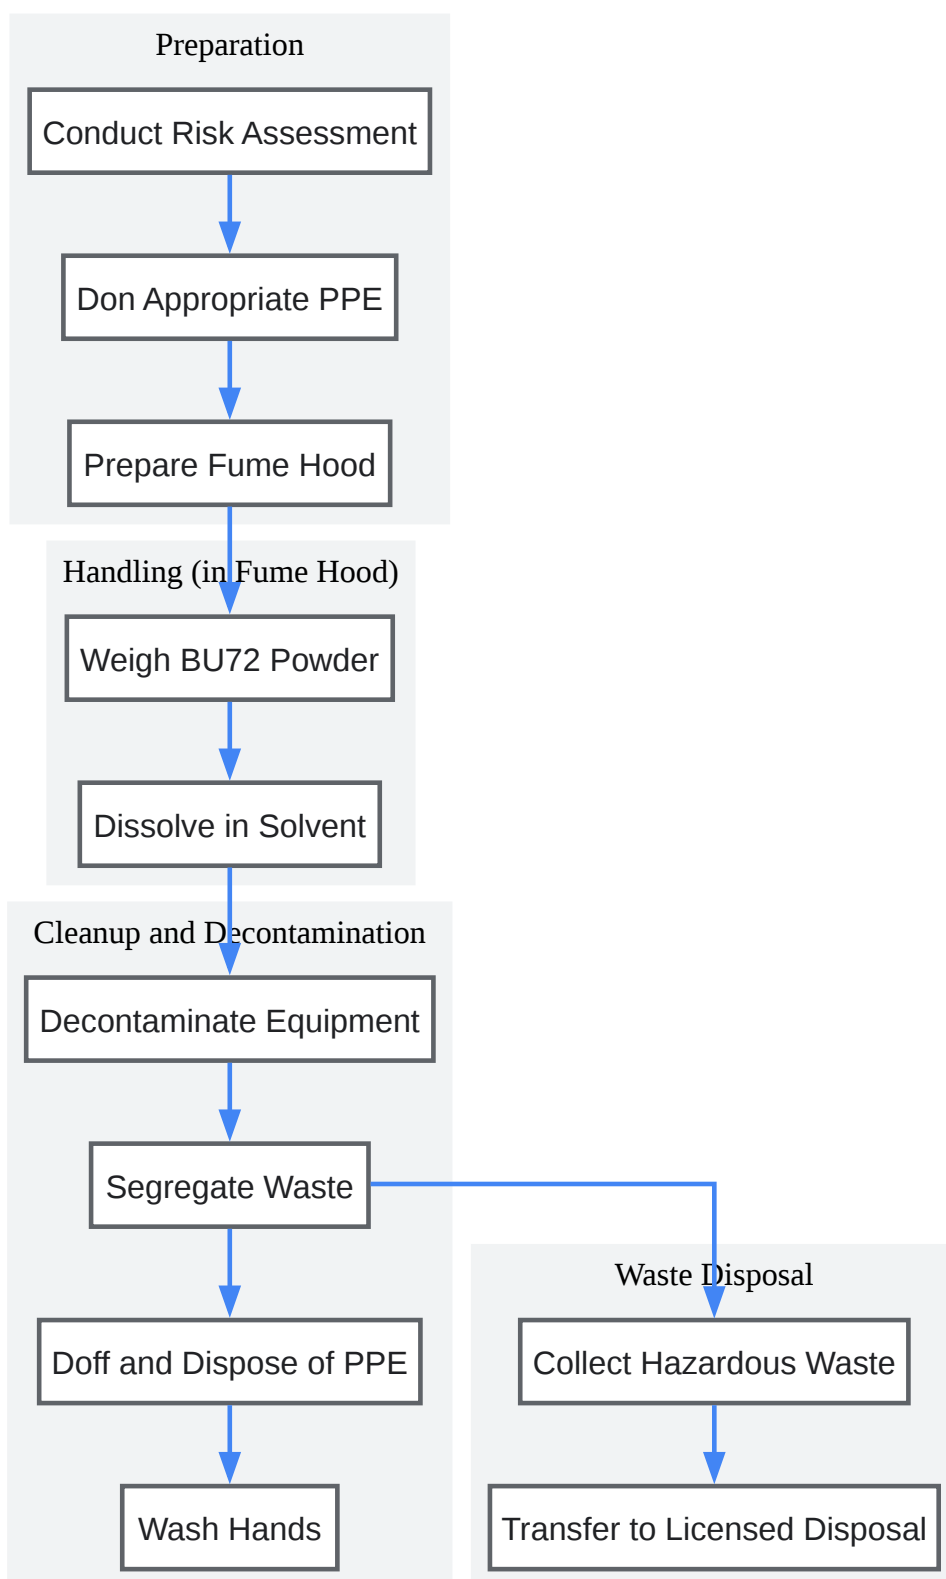 Preparation
Conduct Risk Assessment
Don Appropriate PPE
Prepare Fume Hood
Handling (in Fume Hood)
Weigh BU72 Powder
Dissolve in Solvent
Cleanup and Decontamination
Decontaminate Equipment
Segregate Waste
Doff and Dispose of PPE
Wash Hands
Waste Disposal
Collect Hazardous Waste
Transfer to Licensed Disposal